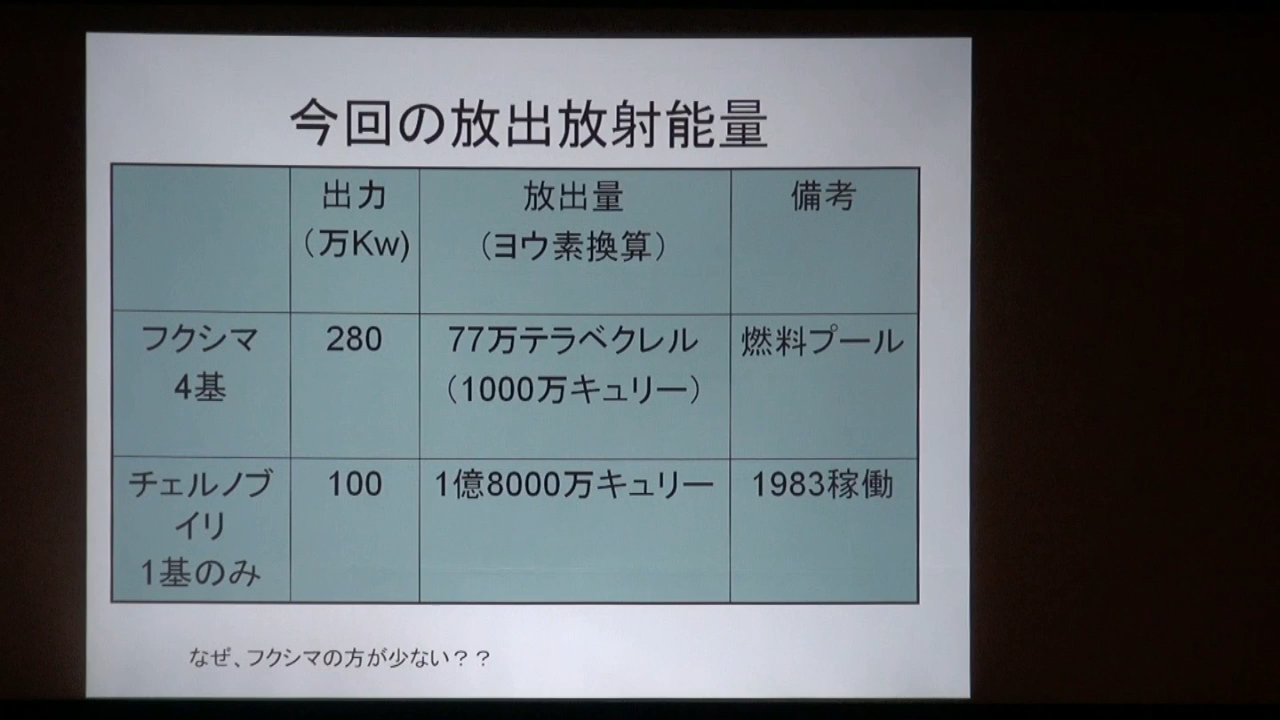 今回の放出放射能量
出力
(万Kw)
放出量
(ヨウ素換算)
備考
フクシマ
4基
280
77万テラベクレル
(1000万キュリー)
燃料プール
チェルノブ
イリ
1基のみ
100
1億8000万キュリー
1983稼働
なぜ、フクシマの方が少ない？？